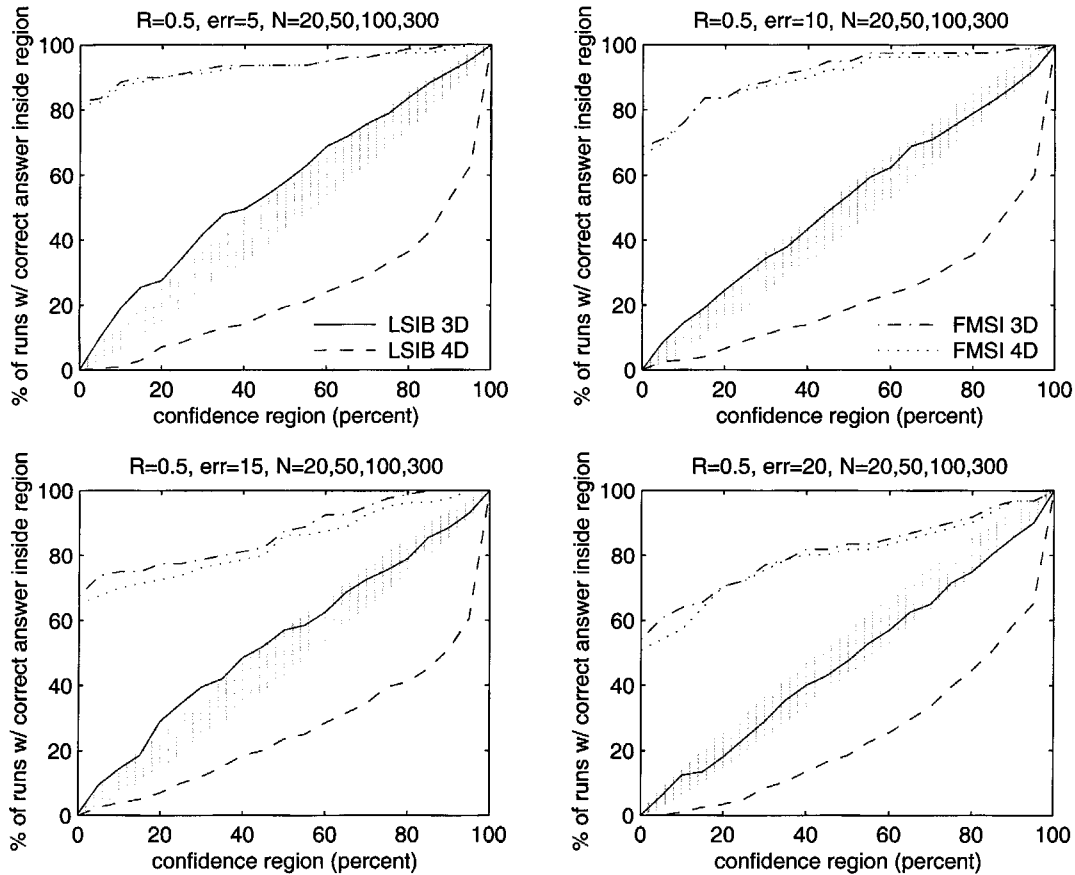 R=0.5, err=5, N=20,50,100,300
% of runs w/ correct answer inside region
100
80
60
40
20
0
LSIB 3D
LSIB 4D
0 20 40 60 80 100
confidence region (percent)
R=0.5, err=10, N=20,50,100,300
% of runs w/ correct answer inside region
100
80
60
40
20
0
FMSI 3D
FMSI 4D
0 20 40 60 80 100
confidence region (percent)
R=0.5, err=15, N=20,50,100,300
% of runs w/ correct answer inside region
100
80
60
40
20
0
0 20 40 60 80 100
confidence region (percent)
R=0.5, err=20, N=20,50,100,300
% of runs w/ correct answer inside region
100
80
60
40
20
0
0 20 40 60 80 100
confidence region (percent)